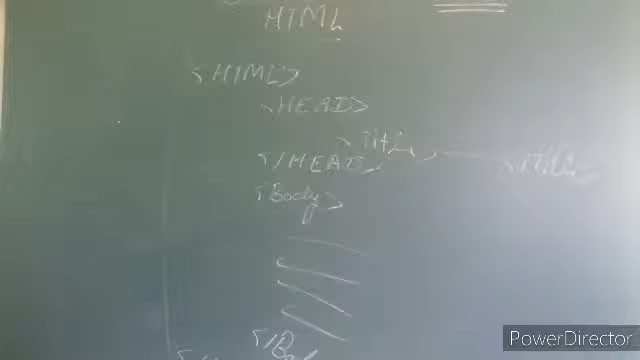 HTML
<HTML>
<HEAD>
<Title
</HEAD>
<Body>
PowerDirector